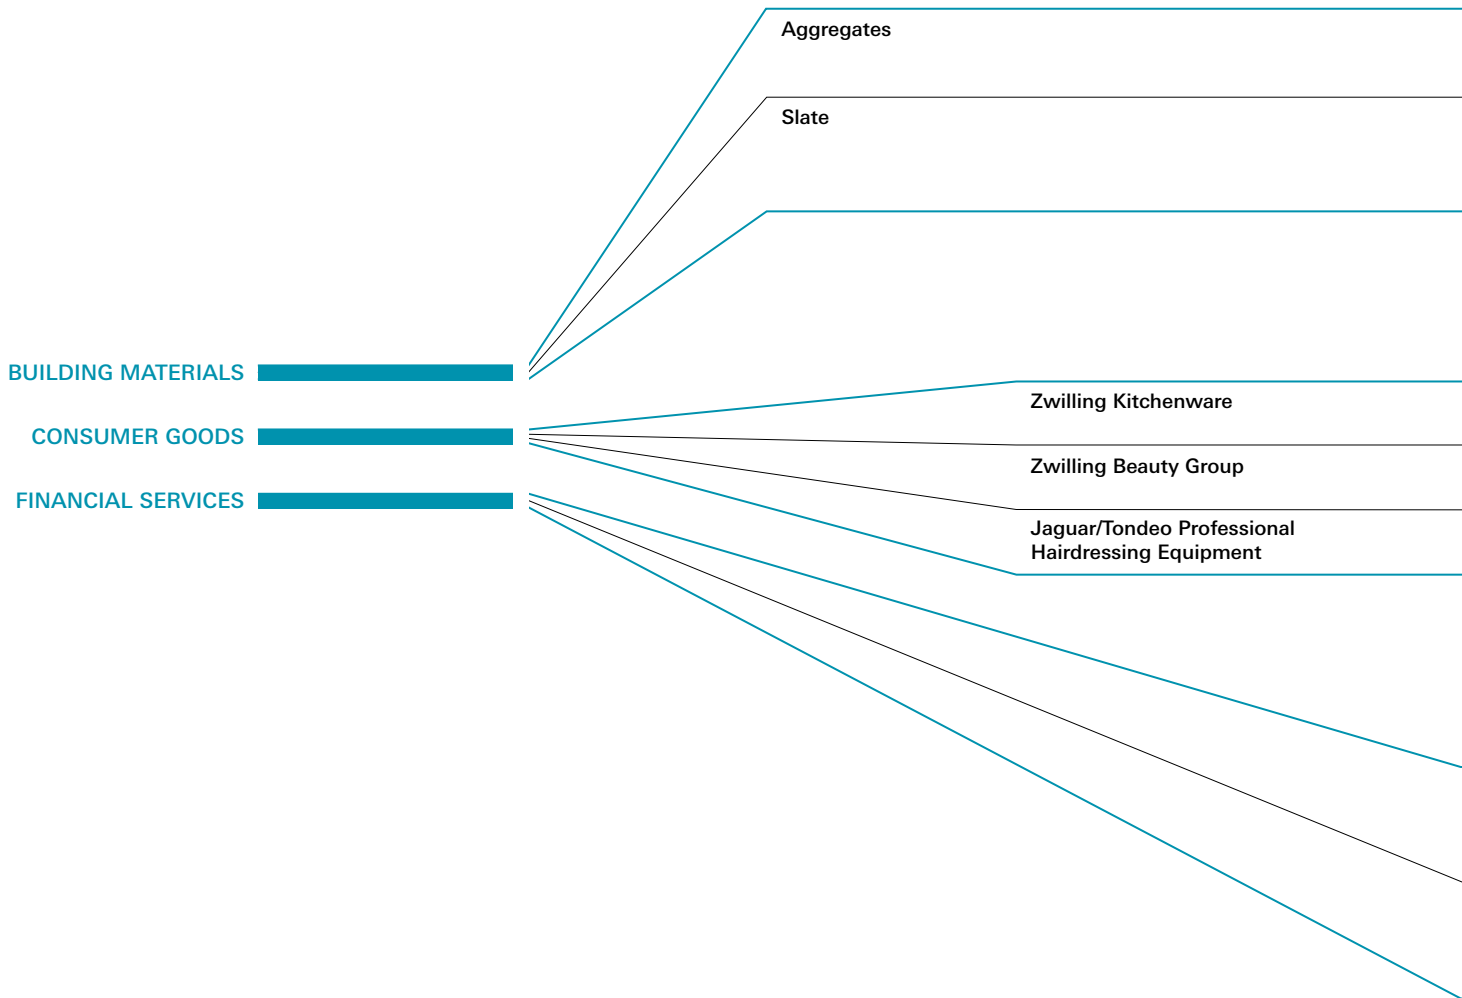 Aggregates
Slate
BUILDING MATERIALS
CONSUMER GOODS
FINANCIAL SERVICES
Zwilling Kitchenware
Zwilling Beauty Group
Jaguar/Tondeo Professional
Hairdressing Equipment